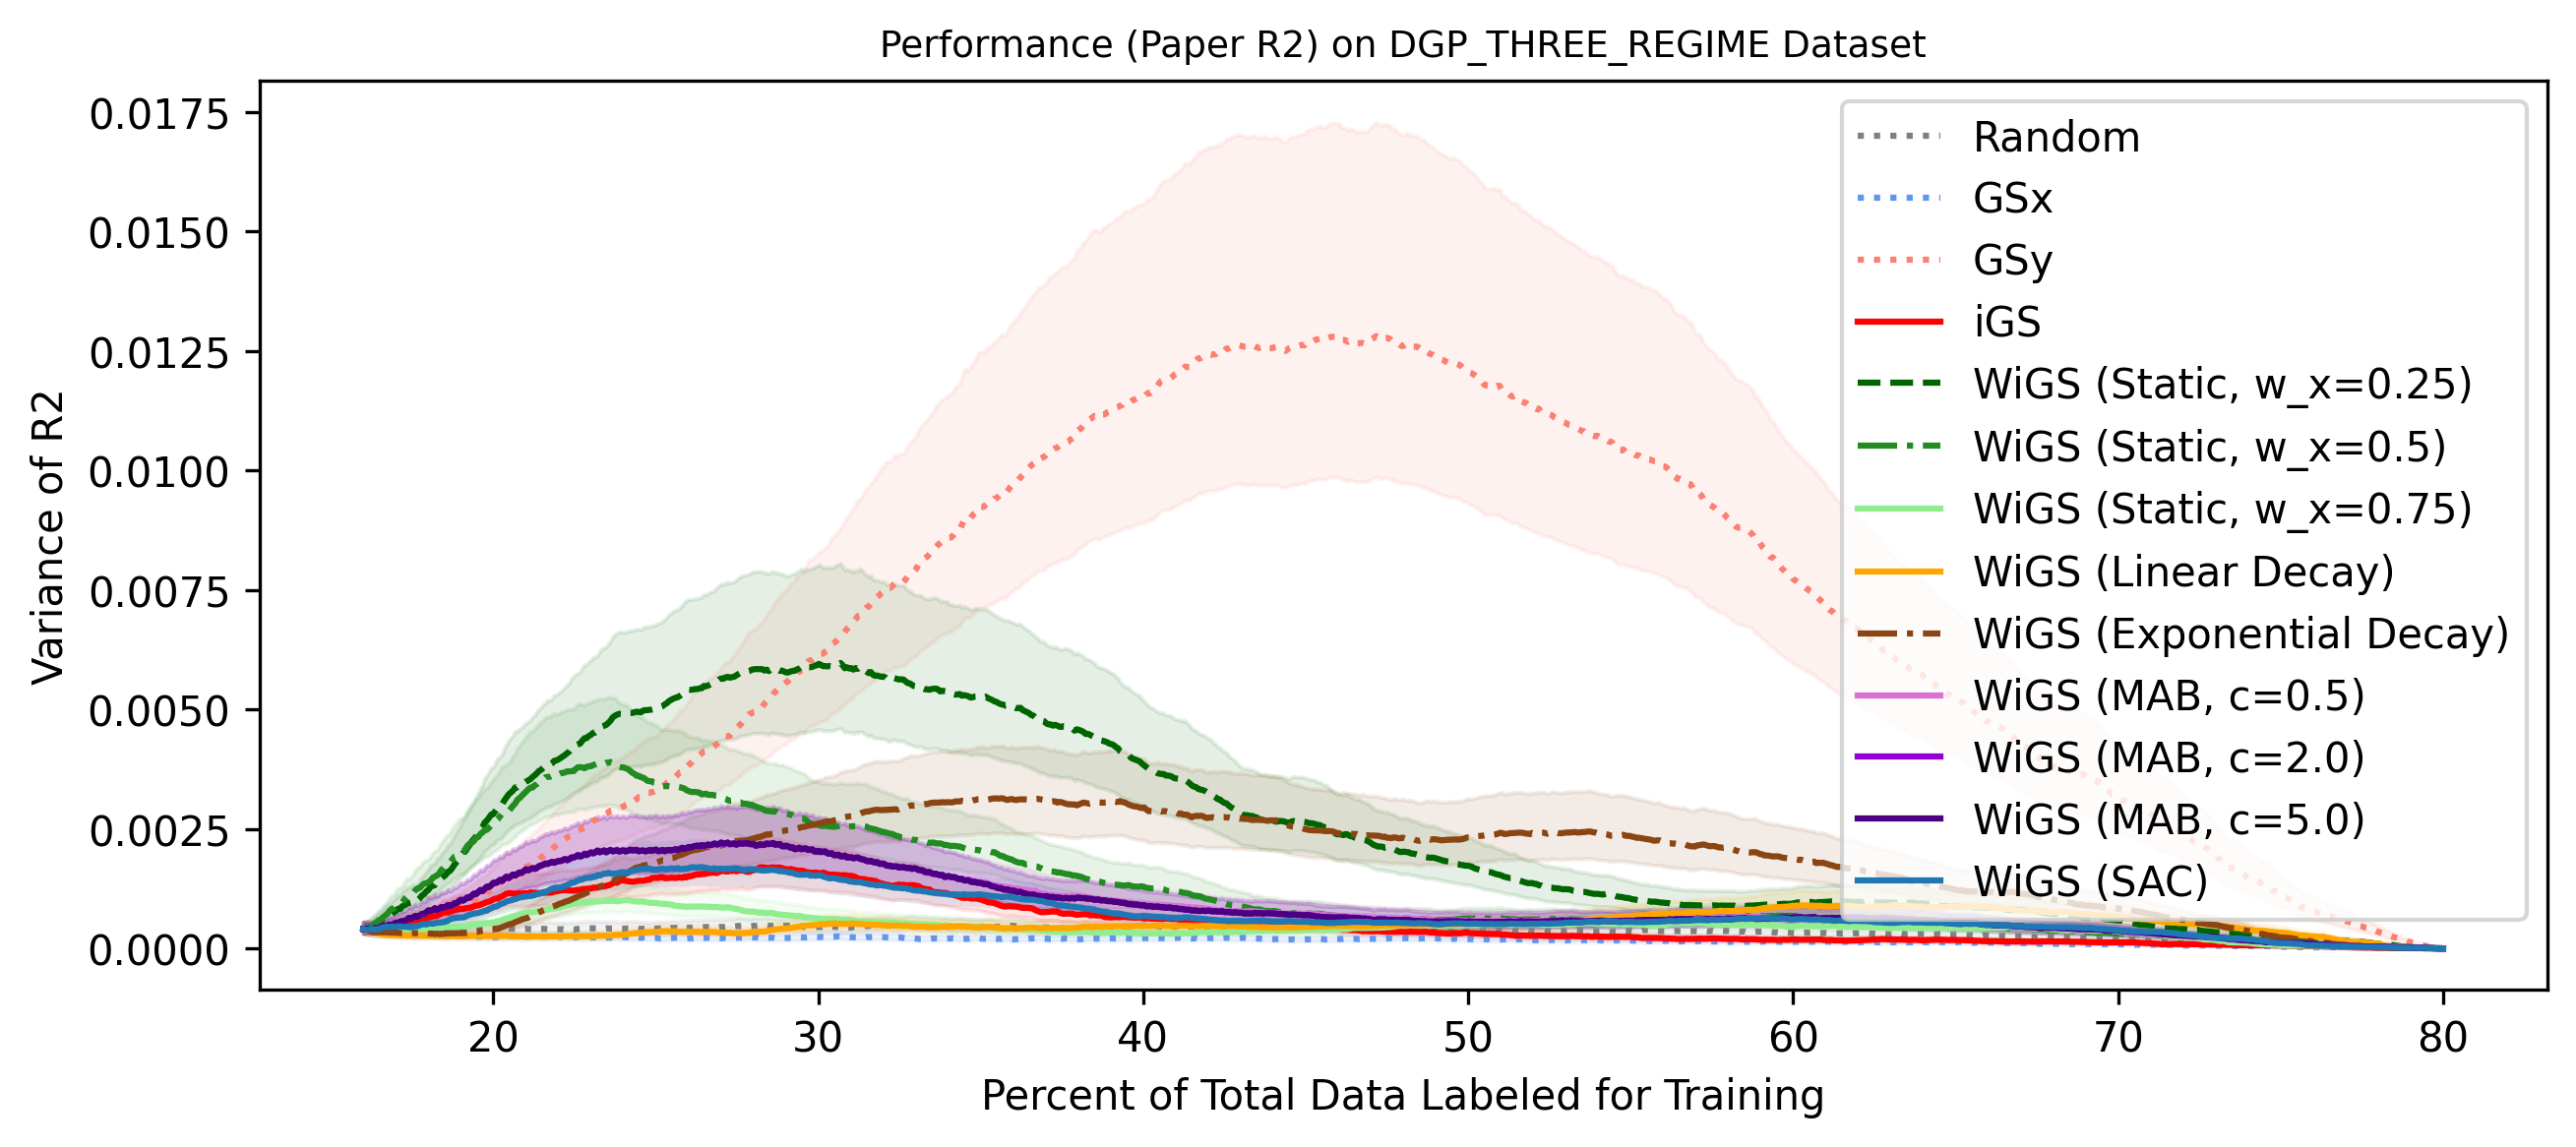 Performance (Paper R2) on DGP_THREE_REGIME Dataset
Variance of R2
0.0175
0.0150
0.0125
0.0100
0.0075
0.0050
0.0025
0.0000
20 30 40 50 60 70 80
Percent of Total Data Labeled for Training
Random
GSx
GSy
iGS
WiGS (Static, w_x=0.25)
WiGS (Static, w_x=0.5)
WiGS (Static, w_x=0.75)
WiGS (Linear Decay)
WiGS (Exponential Decay)
WiGS (MAB, c=0.5)
WiGS (MAB, c=2.0)
WiGS (MAB, c=5.0)
WiGS (SAC)